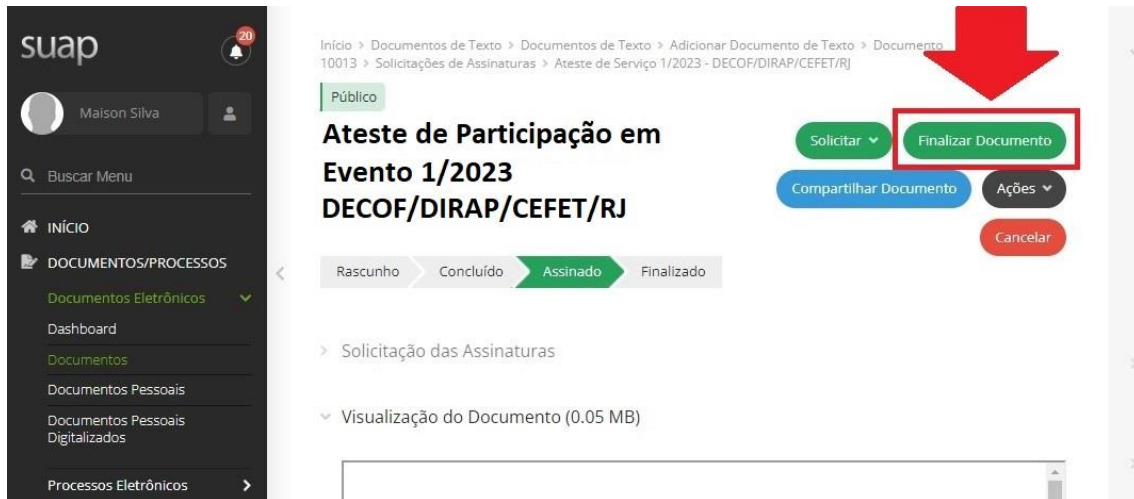 suap
20
Maison Silva
Buscar Menu
INÍCIO
DOCUMENTOS/PROCESSOS
Documentos Eletrônicos
Dashboard
Documentos
Documentos Pessoais
Documentos Pessoais
Digitalizados
Processos Eletrônicos
Início > Documentos de Texto > Documentos de Texto > Adicionar Documento de Texto > Documento
10013 > Solicitações de Assinaturas > Ateste de Serviço 1/2023 - DECOF/DIRAP/CEFET/RJ
Público
Ateste de Participação em
Evento 1/2023
DECOF/DIRAP/CEFET/RJ
Solicitar
Finalizar Documento
Compartilhar Documento
Ações
Cancelar
Rascunho
Concluído
Assinado
Finalizado
Solicitação das Assinaturas
Visualização do Documento (0.05 MB)